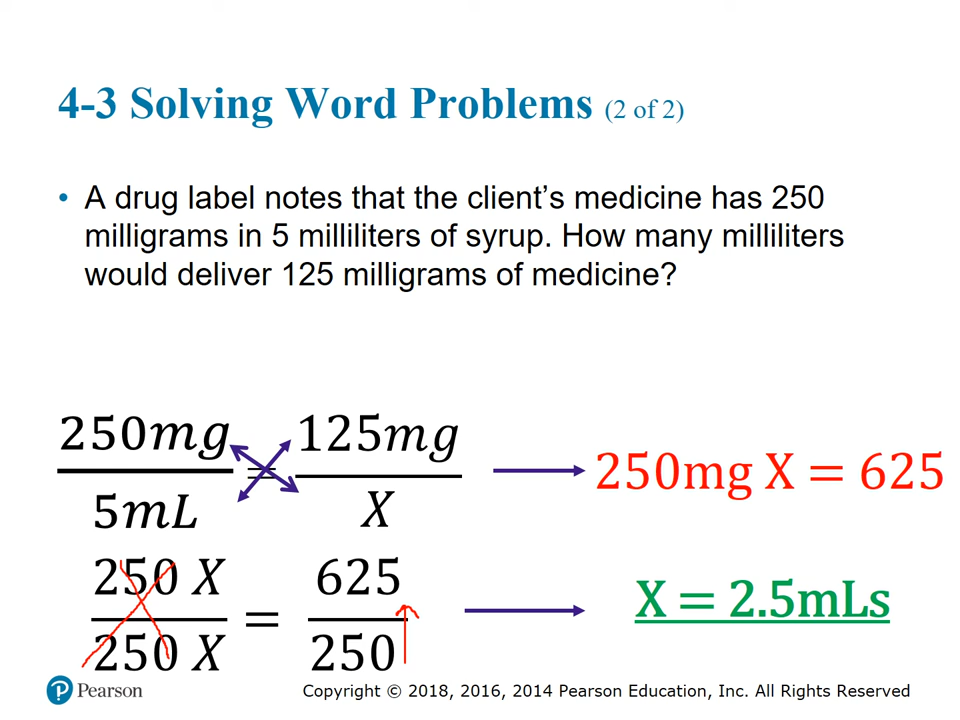 4-3 Solving Word Problems (2 of 2)
• A drug label notes that the client's medicine has 250
milligrams in 5 milliliters of syrup. How many milliliters
would deliver 125 milligrams of medicine?
250mg = 125mg
5mL X
250mg X = 625
250 X = 625
250 X 250
X = 2.5mLs
Pearson
Copyright © 2018, 2016, 2014 Pearson Education, Inc. All Rights Reserved